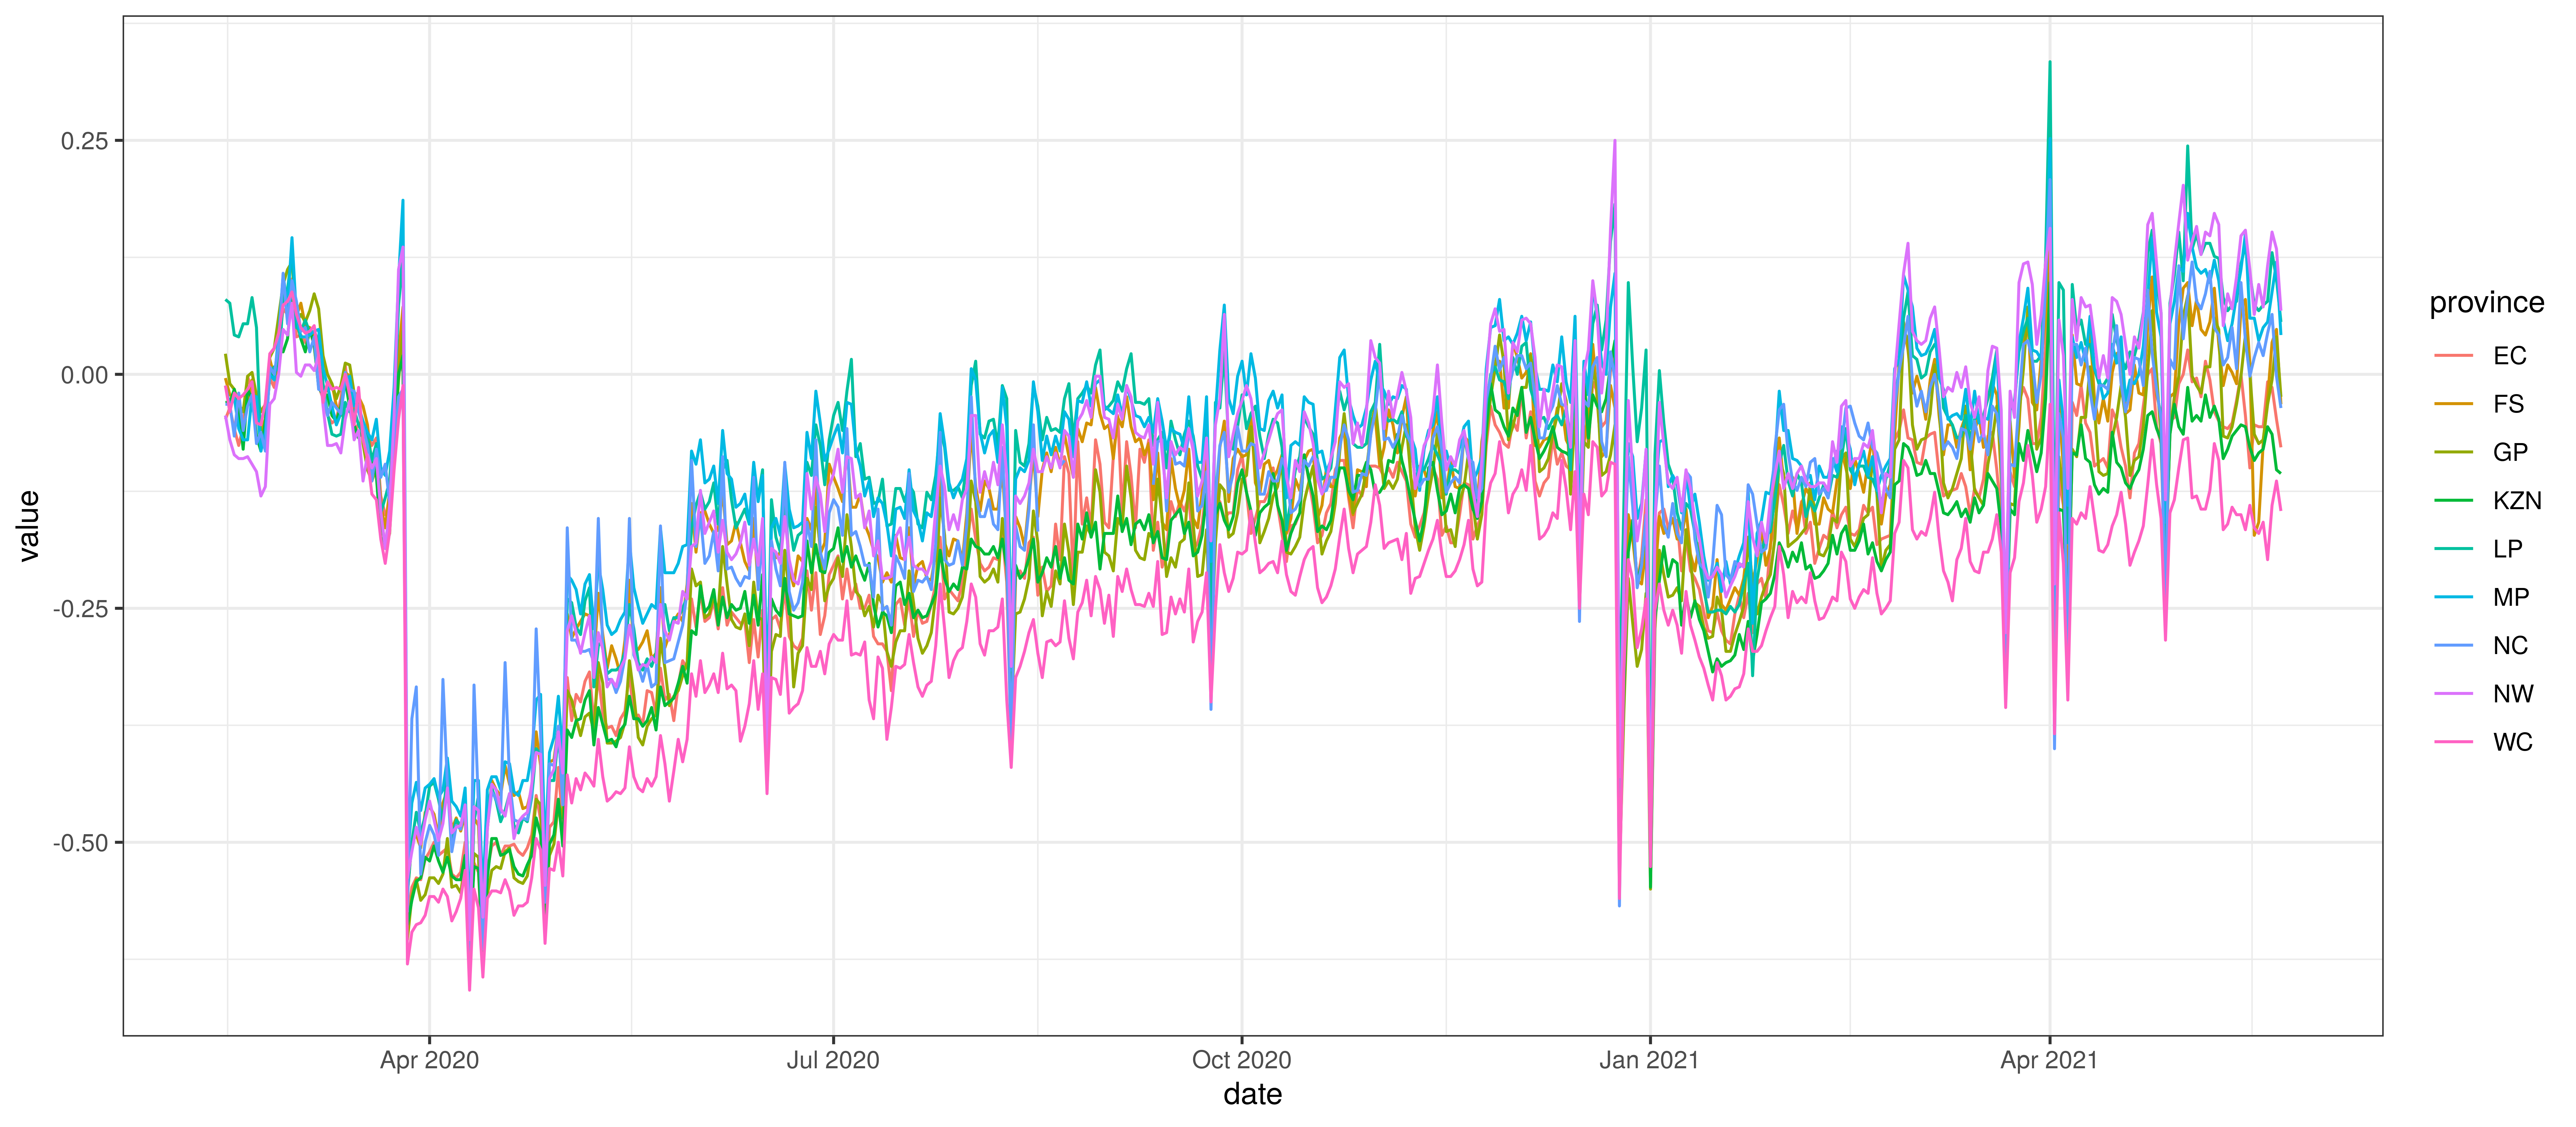 value
0.25
0.00
-0.25
-0.50
Apr 2020
Jul 2020
Oct 2020
Jan 2021
Apr 2021
date
province
EC
FS
GP
KZN
LP
MP
NC
NW
WC